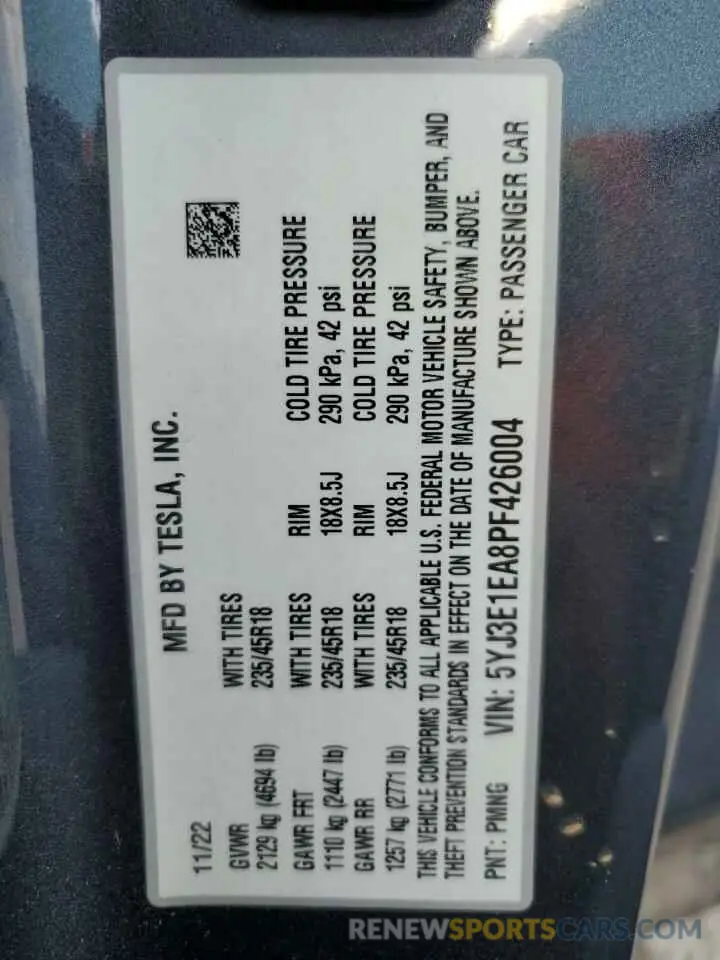 MFD BY TESLA, INC.
11/22
GVWR WITH TIRES
2129 kg (4694 lb) 235/45R18
GAWR FRT WITH TIRES RIM COLD TIRE PRESSURE
1110 kg (2447 lb) 235/45R18 18X8.5J 290 kPa, 42 psi
GAWR RR WITH TIRES RIM COLD TIRE PRESSURE
1257 kg (2771 lb) 235/45R18 18X8.5J 290 kPa, 42 psi
THIS VEHICLE CONFORMS TO ALL APPLICABLE U.S. FEDERAL MOTOR VEHICLE SAFETY, BUMPER, AND
THEFT PREVENTION STANDARDS IN EFFECT ON THE DATE OF MANUFACTURE SHOWN ABOVE.
PNT: PMNG VIN: 5YJ3E1EA8PF426004 TYPE: PASSENGER CAR
RENEWSPORTSCARS.COM